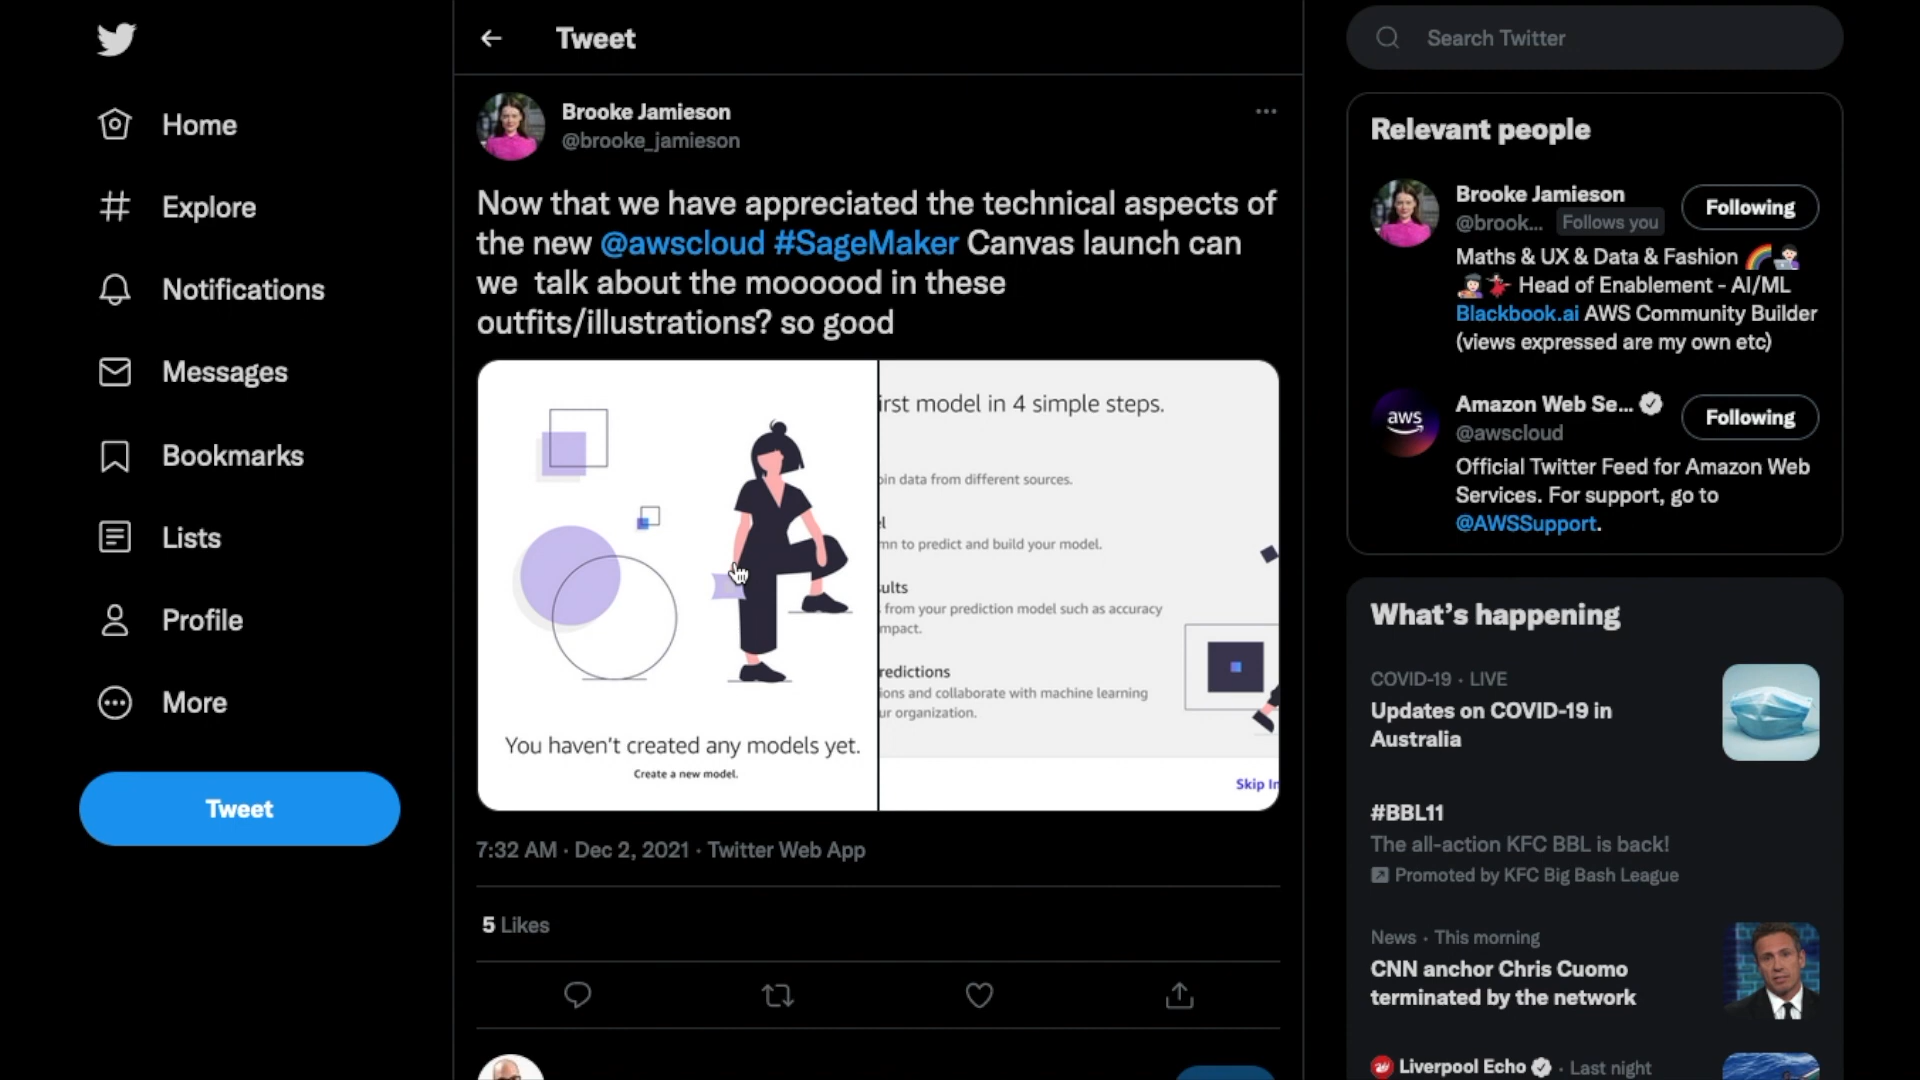 Home
Explore
Notifications
Messages
Bookmarks
Lists
Profile
More
Tweet
Tweet
Brooke Jamieson
@brooke_jamieson
Now that we have appreciated the technical aspects of
the new @awscloud #SageMaker Canvas launch can
we talk about the moooood in these
outfits/illustrations? so good
You haven't created any models yet.
Create a new model.
irst model in 4 simple steps.
in data from different sources.
l
mn to predict and build your model.
ults
from your prediction model such as accuracy
mpact.
redictions
ions and collaborate with machine learning
ur organization.
Skip In
7:32 AM · Dec 2, 2021 · Twitter Web App
5 Likes
Search Twitter
Relevant people
Brooke Jamieson
@brook... Follows you
Following
Maths & UX & Data & Fashion
Head of Enablement - AI/ML
Blackbook.ai AWS Community Builder
(views expressed are my own etc)
aws
Amazon Web Se...
@awscloud
Following
Official Twitter Feed for Amazon Web
Services. For support, go to
@AWSSupport.
What's happening
COVID-19 · LIVE
Updates on COVID-19 in
Australia
#BBL11
The all-action KFC BBL is back!
Promoted by KFC Big Bash League
News · This morning
CNN anchor Chris Cuomo
terminated by the network
Liverpool Echo · Last night